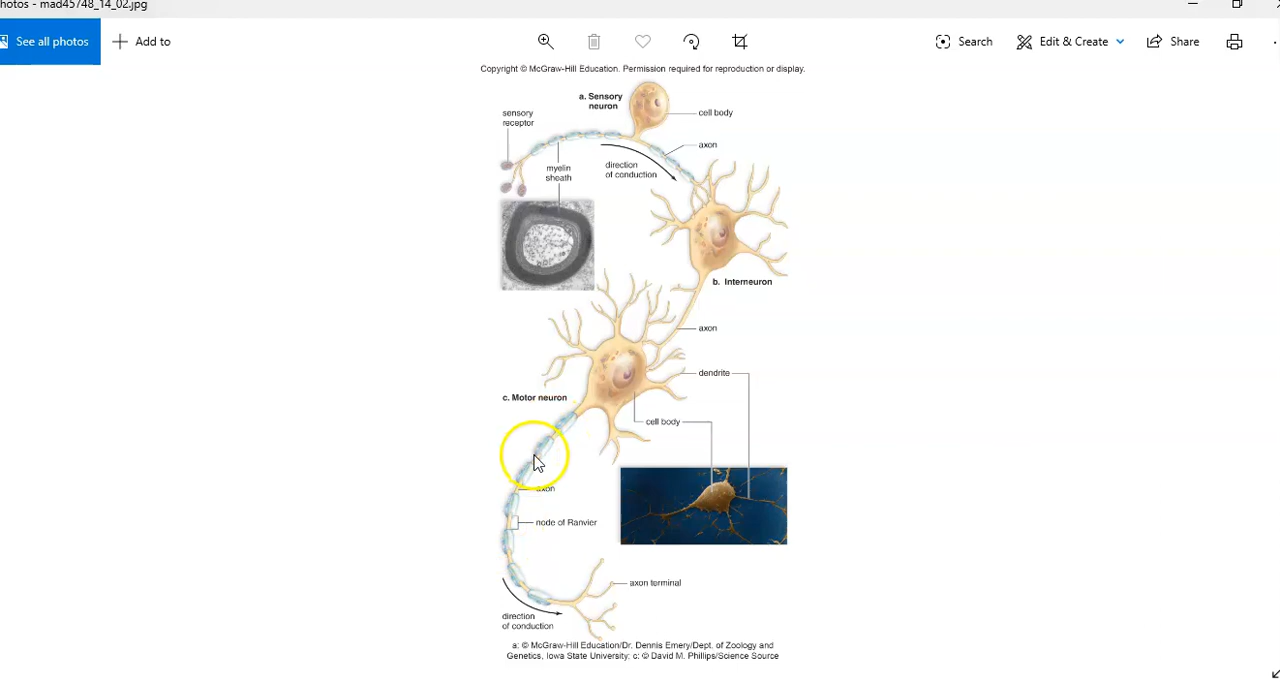 photos - mad45748_14_02.jpg
See all photos
Add to
Search
Edit & Create
Share
Copyright © McGraw-Hill Education. Permission required for reproduction or display.
a. Sensory
neuron
cell body
sensory
receptor
axon
myelin
sheath
direction
of conduction
b. Interneuron
axon
dendrite
c. Motor neuron
cell body
axon
node of Ranvier
axon terminal
direction
of conduction
a: © McGraw-Hill Education/Dr. Dennis Emery/Dept. of Zoology and
Genetics, Iowa State University; c: © David M. Phillips/Science Source